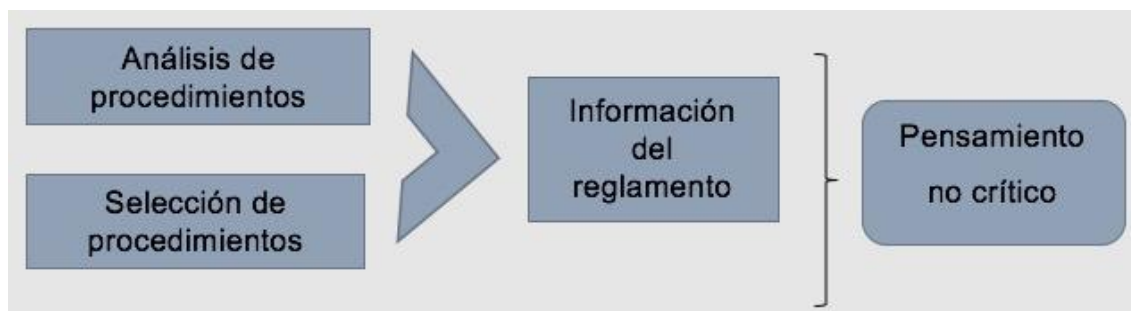 Análisis de
procedimientos
Selección de
procedimientos
Información
del
reglamento
Pensamiento
no crítico